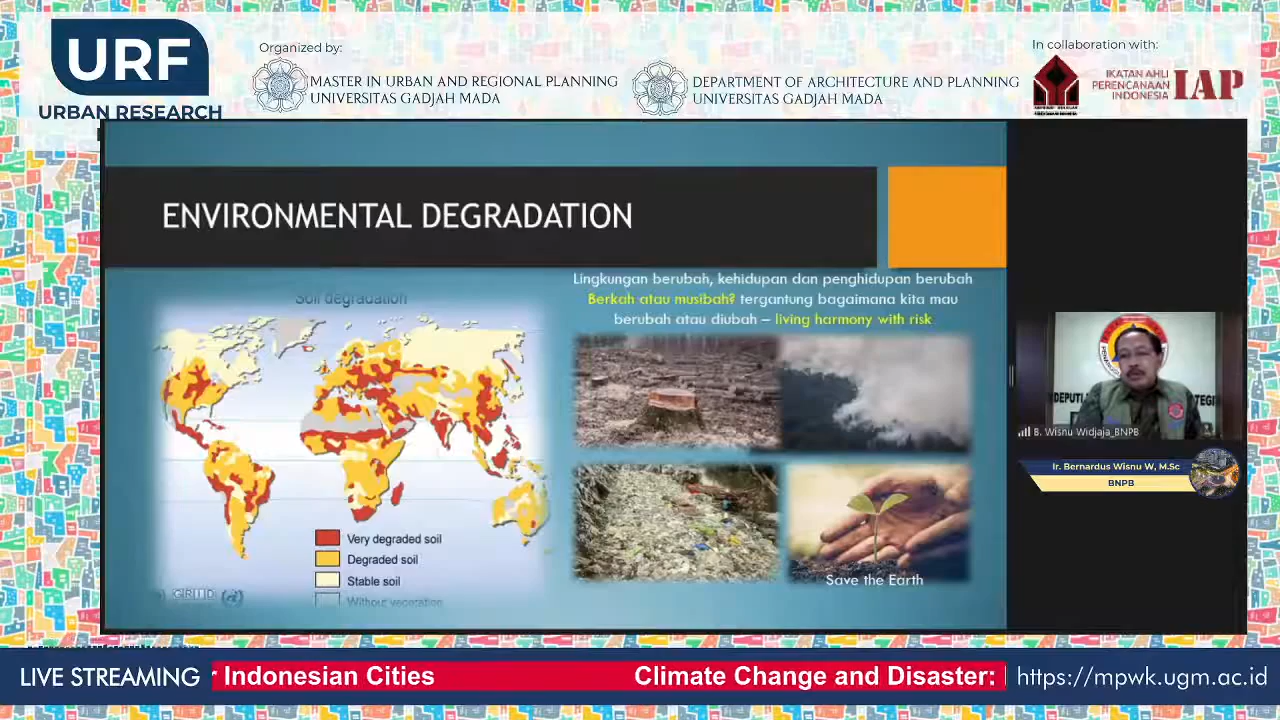 URF
URBAN RESEARCH
Organized by:
MASTER IN URBAN AND REGIONAL PLANNING
UNIVERSITAS GADJAH MADA
DEPARTMENT OF ARCHITECTURE AND PLANNING
UNIVERSITAS GADJAH MADA
In collaboration with:
IKATAN AHLI
PERENCANAAN
INDONESIA
IAP
ENVIRONMENTAL DEGRADATION
Lingkungan berubah, kehidupan dan penghidupan berubah
Berkah atau musibah? tergantung bagaimana kita mau
berubah atau diubah – living harmony with risk
Soil degradation
Very degraded soil
Degraded soil
Stable soil
Without vegetation
GRID
Save the Earth
DEPUTI
B. Wisnu Widjaja_BNPB
Ir. Bernardus Wisnu W, M.Sc
BNPB
LIVE STREAMING
Indonesian Cities
Climate Change and Disaster:
https://mpwk.ugm.ac.id